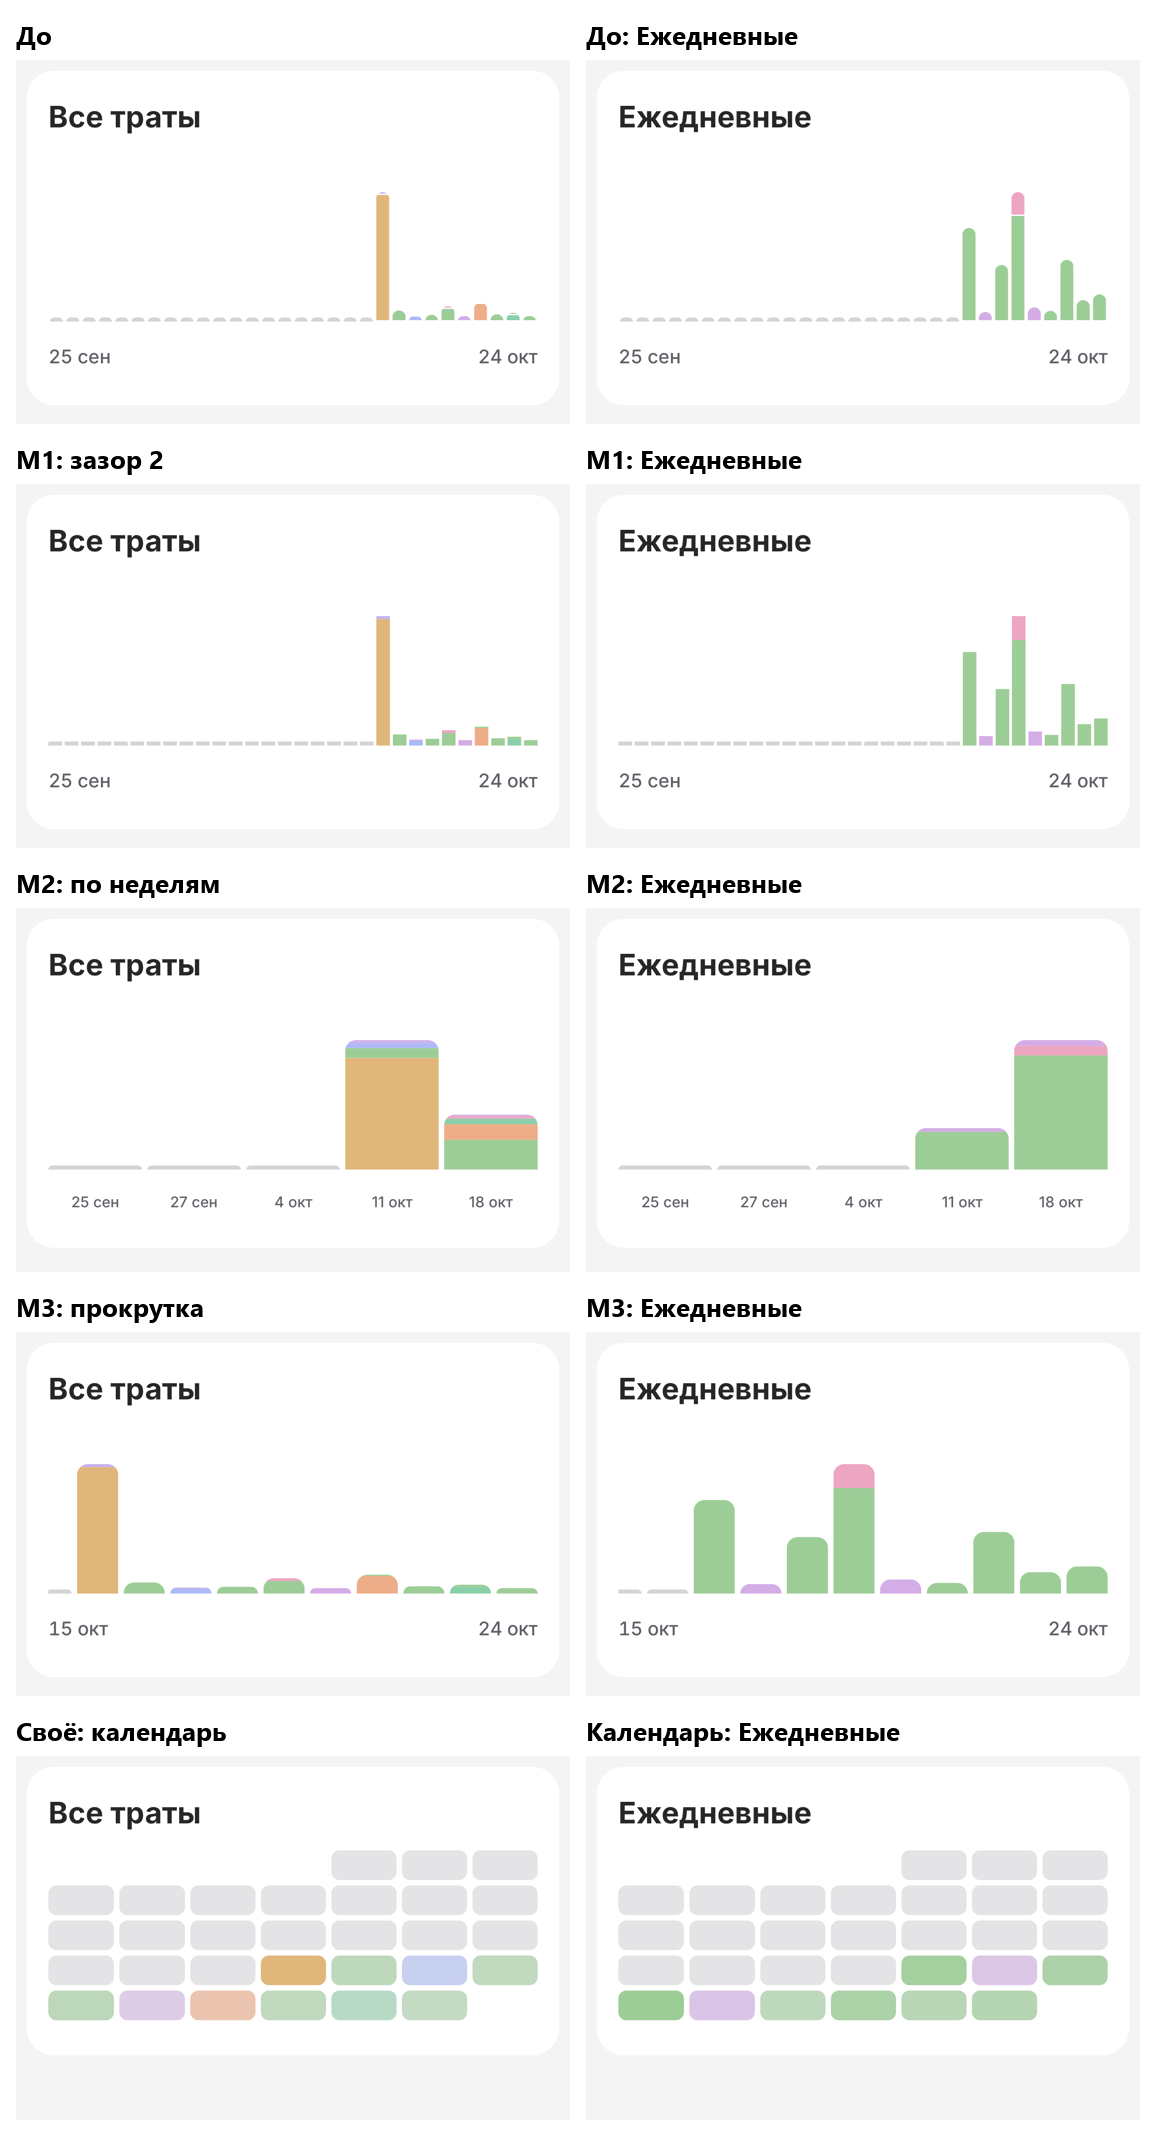 До
До: Ежедневные
Все траты
Ежедневные
25 сен
24 окт
25 сен
24 окт
М1: зазор 2
М1: Ежедневные
Все траты
Ежедневные
25 сен
24 окт
25 сен
24 окт
М2: по неделям
М2: Ежедневные
Все траты
Ежедневные
25 сен
27 сен
4 окт
11 окт
18 окт
25 сен
27 сен
4 окт
11 окт
18 окт
М3: прокрутка
М3: Ежедневные
Все траты
Ежедневные
15 окт
24 окт
15 окт
24 окт
Своё: календарь
Календарь: Ежедневные
Все траты
Ежедневные